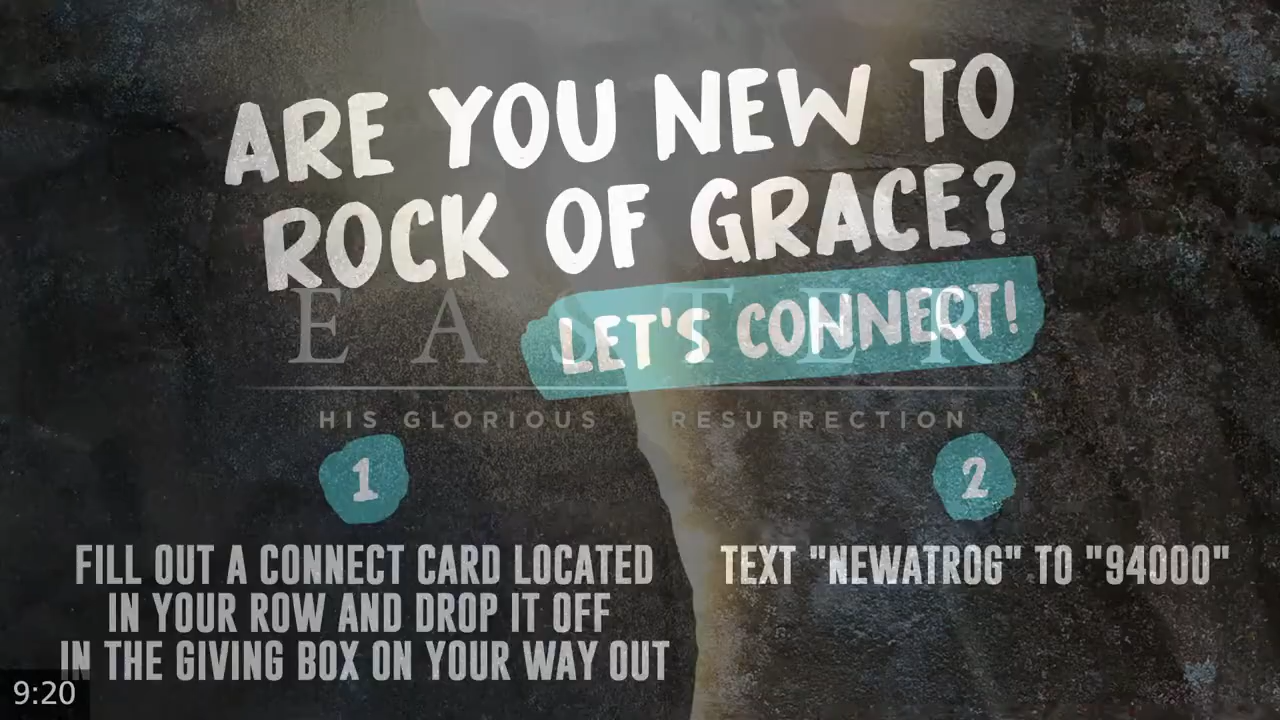 ARE YOU NEW TO
ROCK OF GRACE?
LET'S CONNECT!
EASTER
HIS GLORIOUS RESURRECTION
1
FILL OUT A CONNECT CARD LOCATED
IN YOUR ROW AND DROP IT OFF
IN THE GIVING BOX ON YOUR WAY OUT
2
TEXT "NEWATROG" TO "94000"
9:20